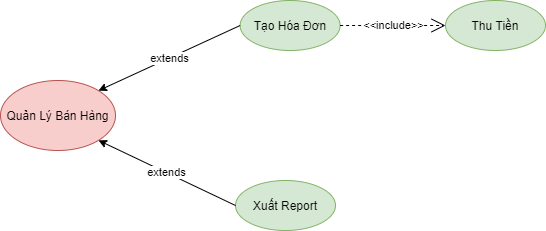 Tạo Hóa Đơn
<<include>>
Thu Tiền
extends
Quản Lý Bán Hàng
extends
Xuất Report